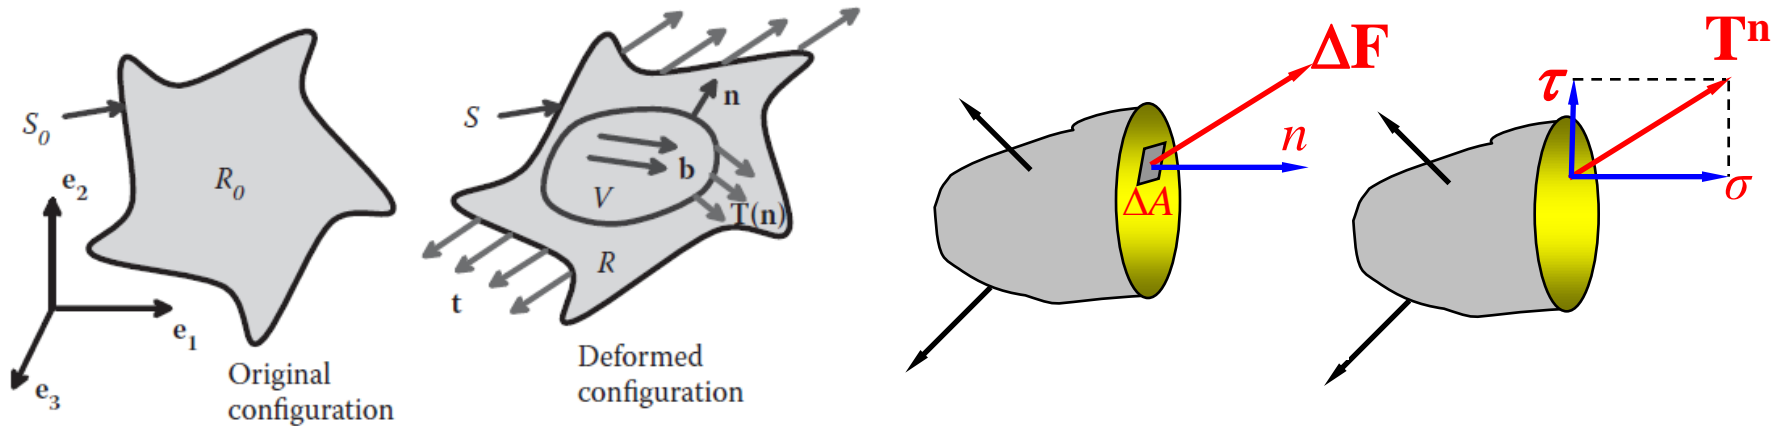 S₀
R₀
e₂
e₁
e₃
Original
configuration
S
n
b
V
T(n)
R
t
Deformed
configuration
ΔF
n
ΔA
Tⁿ
τ
σ